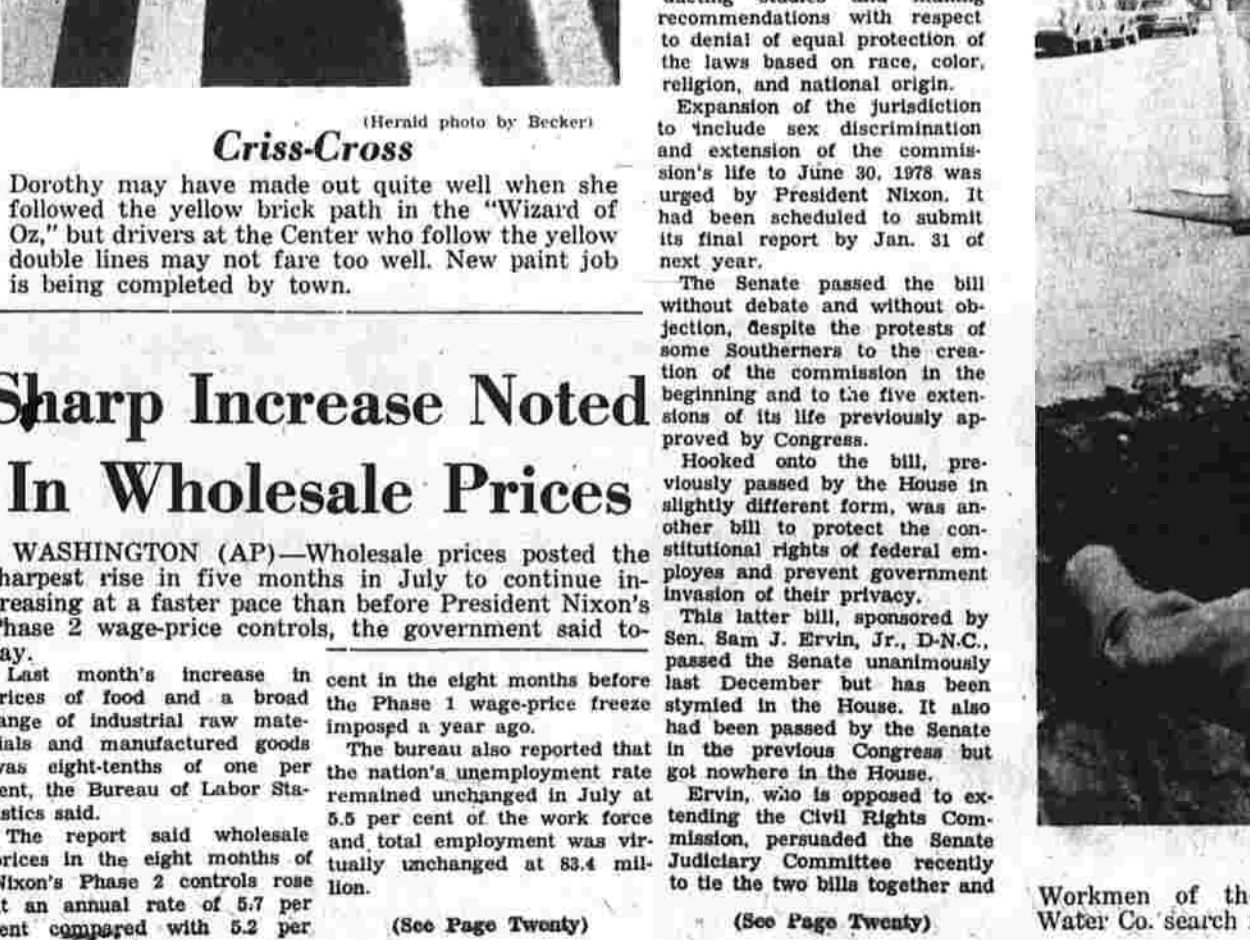 (Herald photo by Becker)
Criss-Cross
Dorothy may have made out quite well when she
followed the yellow brick path in the "Wizard of
Oz," but drivers at the Center who follow the yellow
double lines may not fare too well. New paint job
is being completed by town.
Sharp Increase Noted
In Wholesale Prices
WASHINGTON (AP)—Wholesale prices posted the
harpest rise in five months in July to continue in-
reasing at a faster pace than before President Nixon's
Phase 2 wage-price controls, the government said to-
ay.
Last month's increase in
rices of food and a broad
ange of industrial raw mate-
ials and manufactured goods
was eight-tenths of one per
ent, the Bureau of Labor Sta-
stics said.
The report said wholesale
prices in the eight months of
Nixon's Phase 2 controls rose
t an annual rate of 5.7 per
ent compared with 5.2 per
cent in the eight months before
the Phase 1 wage-price freeze
imposed a year ago.
The bureau also reported that
the nation's unemployment rate
remained unchanged in July at
5.5 per cent of the work force
and total employment was vir-
tually unchanged at 83.4 mil-
lion.
(See Page Twenty)
recommendations with respect
to denial of equal protection of
the laws based on race, color,
religion, and national origin.
Expansion of the jurisdiction
to include sex discrimination
and extension of the commis-
sion's life to June 30, 1978 was
urged by President Nixon. It
had been scheduled to submit
its final report by Jan. 31 of
next year.
The Senate passed the bill
without debate and without ob-
jection, despite the protests of
some Southerners to the crea-
tion of the commission in the
beginning and to the five exten-
sions of its life previously ap-
proved by Congress.
Hooked onto the bill, pre-
viously passed by the House in
slightly different form, was an-
other bill to protect the con-
stitutional rights of federal em-
ployes and prevent government
invasion of their privacy.
This latter bill, sponsored by
Sen. Sam J. Ervin, Jr., D-N.C.,
passed the Senate unanimously
last December but has been
stymied in the House. It also
had been passed by the Senate
in the previous Congress but
got nowhere in the House.
Ervin, who is opposed to ex-
tending the Civil Rights Com-
mission, persuaded the Senate
Judiciary Committee recently
to tie the two bills together and
(See Page Twenty)
Workmen of th
Water Co. search